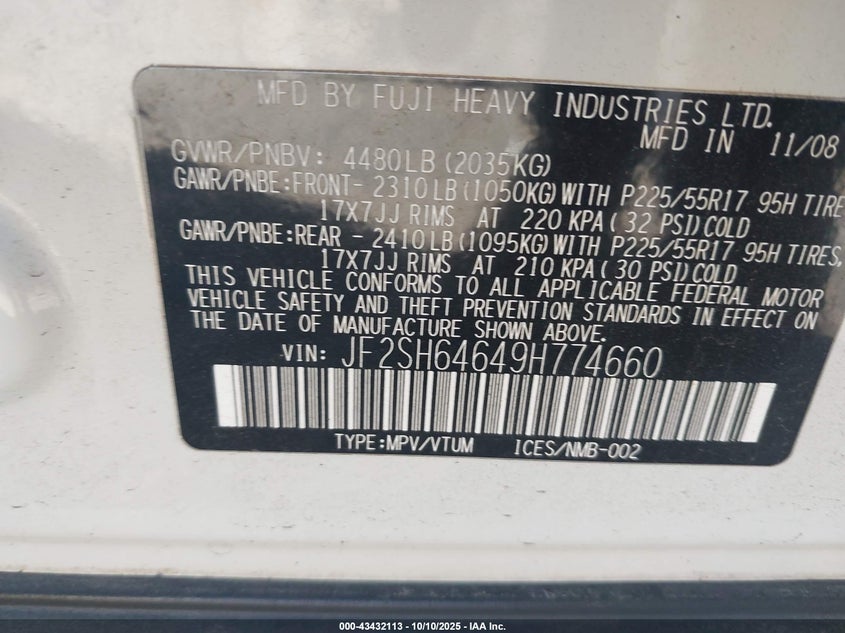 MFD BY FUJI HEAVY INDUSTRIES LTD.
MFD IN 11/08
GVWR/PNBV: 4480LB(2035KG)
GAWR/PNBE:FRONT- 2310LB(1050KG)WITH P225/55R17 95H TIRE
17X7JJ RIMS AT 220 KPA( 32 PSI)COLD
GAWR/PNBE:REAR - 2410LB(1095KG)WITH P225/55R17 95H TIRES,
17X7JJ RIMS AT 210 KPA( 30 PSI)COLD
THIS VEHICLE CONFORMS TO ALL APPLICABLE FEDERAL MOTOR
VEHICLE SAFETY AND THEFT PREVENTION STANDARDS IN EFFECT ON
THE DATE OF MANUFACTURE SHOWN ABOVE.
VIN: JF2SH64649H774660
TYPE:MPV/VTUM ICES/NMB-002
000-43432113 - 10/10/2025 - IAA Inc.